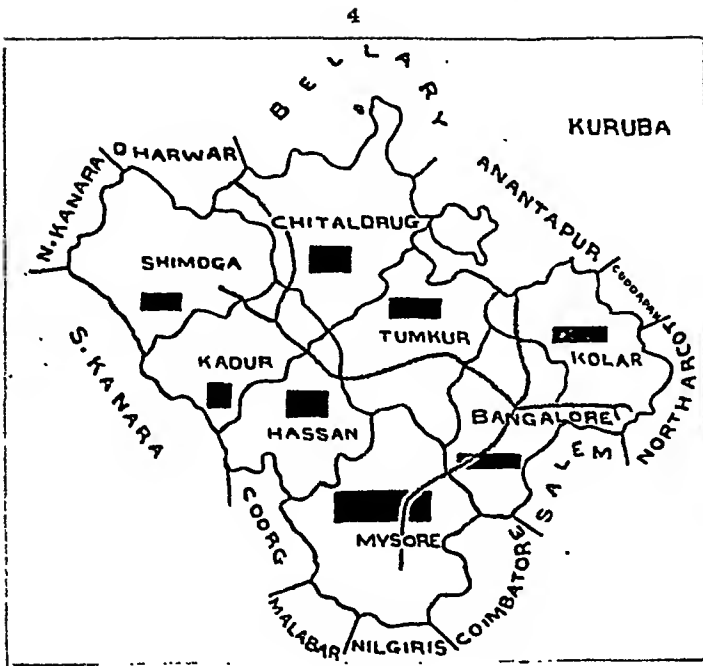 4
BELLARY
KURUBA
DHARWAR
N. KANARA
ANANTAPUR
CHITALDRUG
SHIMOGA
CUDDAPAH
TUMKUR
KOLAR
NORTH ARCOT
S. KANARA
KADUR
BANGALORE
HASSAN
SALEM
COORG
MYSORE
COIMBATORE
MALABAR
NILGIRIS